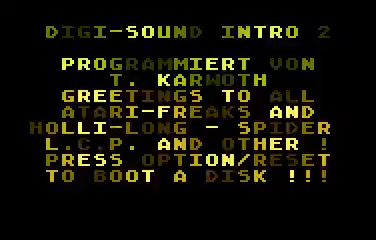 DIGI-SOUND INTRO 2
PROGRAMMIERT VON
T. KARWOTH
GREETINGS TO ALL
ATARI-FREAKS AND
HOLLI-LONG - SPIDER
L.C.P. AND OTHER !
PRESS OPTION/RESET
TO BOOT A DISK !!!